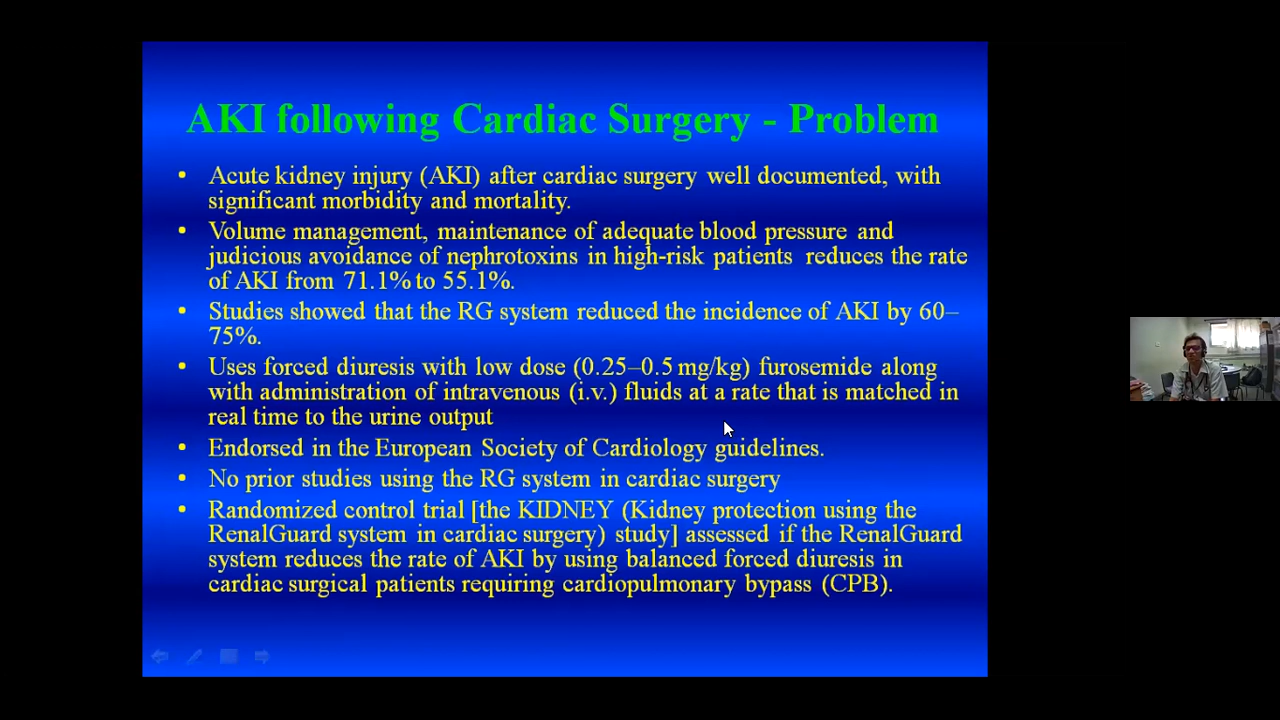 AKI following Cardiac Surgery - Problem
• Acute kidney injury (AKI) after cardiac surgery well documented, with
significant morbidity and mortality.
• Volume management, maintenance of adequate blood pressure and
judicious avoidance of nephrotoxins in high-risk patients reduces the rate
of AKI from 71.1% to 55.1%.
• Studies showed that the RG system reduced the incidence of AKI by 60–
75%.
• Uses forced diuresis with low dose (0.25–0.5 mg/kg) furosemide along
with administration of intravenous (i.v.) fluids at a rate that is matched in
real time to the urine output
• Endorsed in the European Society of Cardiology guidelines.
• No prior studies using the RG system in cardiac surgery
• Randomized control trial [the KIDNEY (Kidney protection using the
RenalGuard system in cardiac surgery) study] assessed if the RenalGuard
system reduces the rate of AKI by using balanced forced diuresis in
cardiac surgical patients requiring cardiopulmonary bypass (CPB).